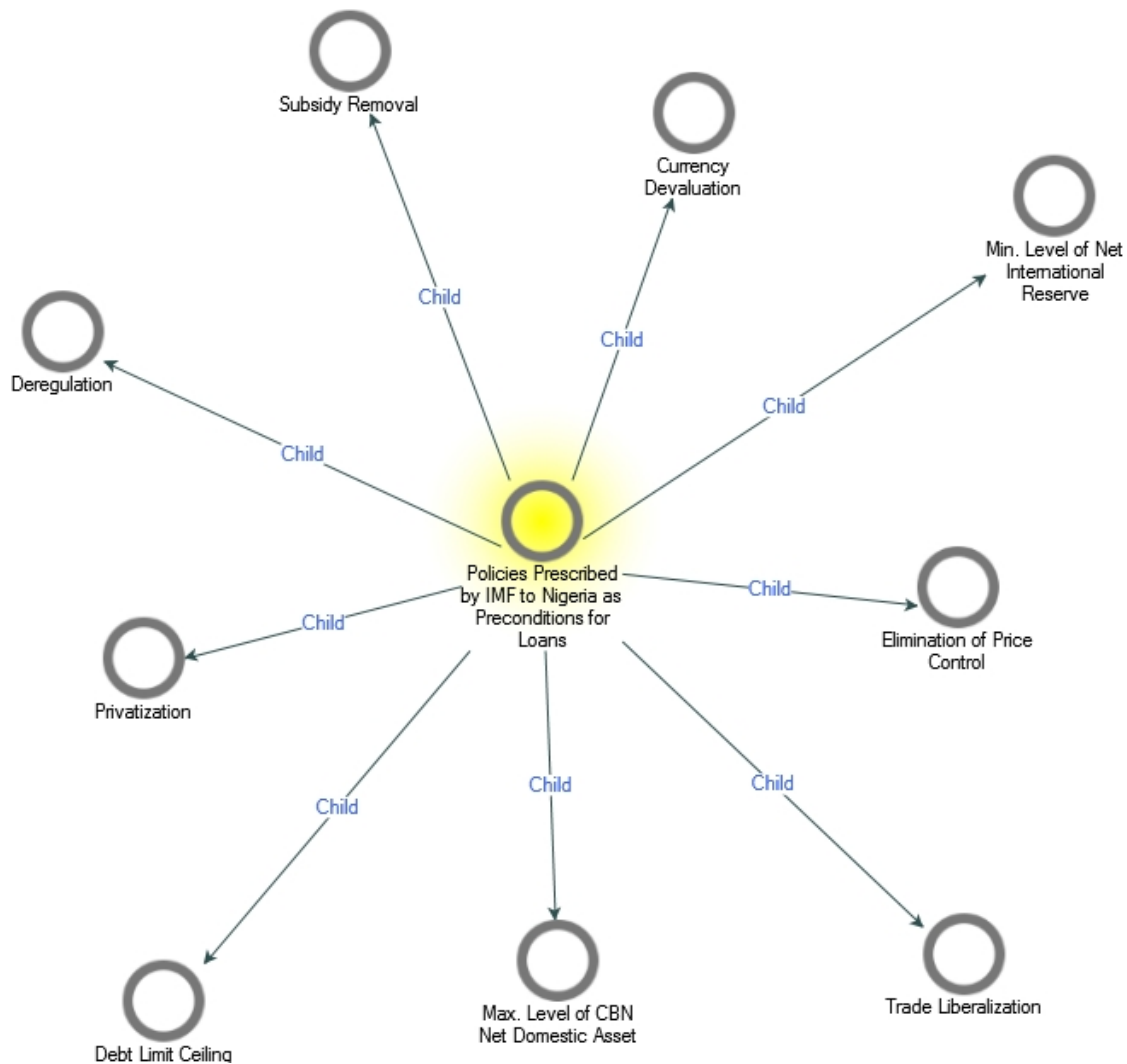 Subsidy Removal
Currency
Devaluation
Min. Level of Net
International
Reserve
Child
Child
Deregulation
Child
Child
Policies Prescribed
by IMF to Nigeria as
Preconditions for
Loans
Child
Elimination of Price
Control
Child
Privatization
Child
Child
Child
Trade Liberalization
Max. Level of CBN
Net Domestic Asset
Debt Limit Ceiling